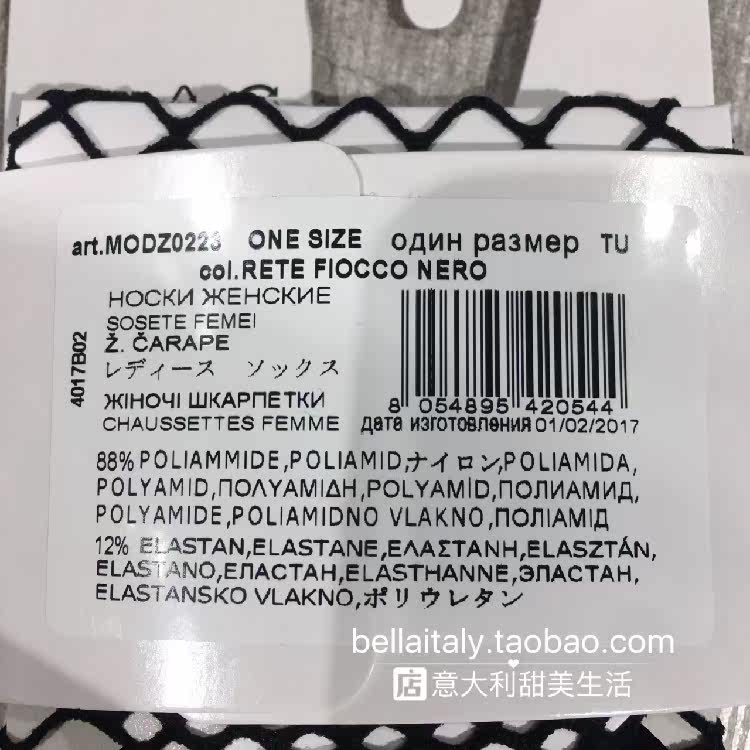 art.MODZ0223 ONE SIZE один размер TU
col.RETE FIOCCO NERO
НОСКИ ЖЕНСКИЕ
SOSETE FEMEI
Ž. ČARAPE
レディース ソックス
ЖІНОЧІ ШКАРПЕТКИ
CHAUSSETTES FEMME
4017B02
8 054895 420544
дата изготовления 01/02/2017
88% POLIAMMIDE,POLIAMID,ナイロン,POLIAMIDA,
POLYAMID,ΠΟΛΥΑΜΙΔΗ,POLYAMİD,ПОЛИАМИД,
POLYAMIDE,POLIAMIDNO VLAKNO,ПОЛІАМІД
12% ELASTAN,ELASTANE,ΕΛΑΣΤΑΝΗ,ELASZTÁN,
ELASTANO,ЕЛАСТАН,ELASTHANNE,ЭЛАСТАН,
ELASTANSKO VLAKNO,ポリウレタン
bellaitaly.taobao.com
店 意大利甜美生活